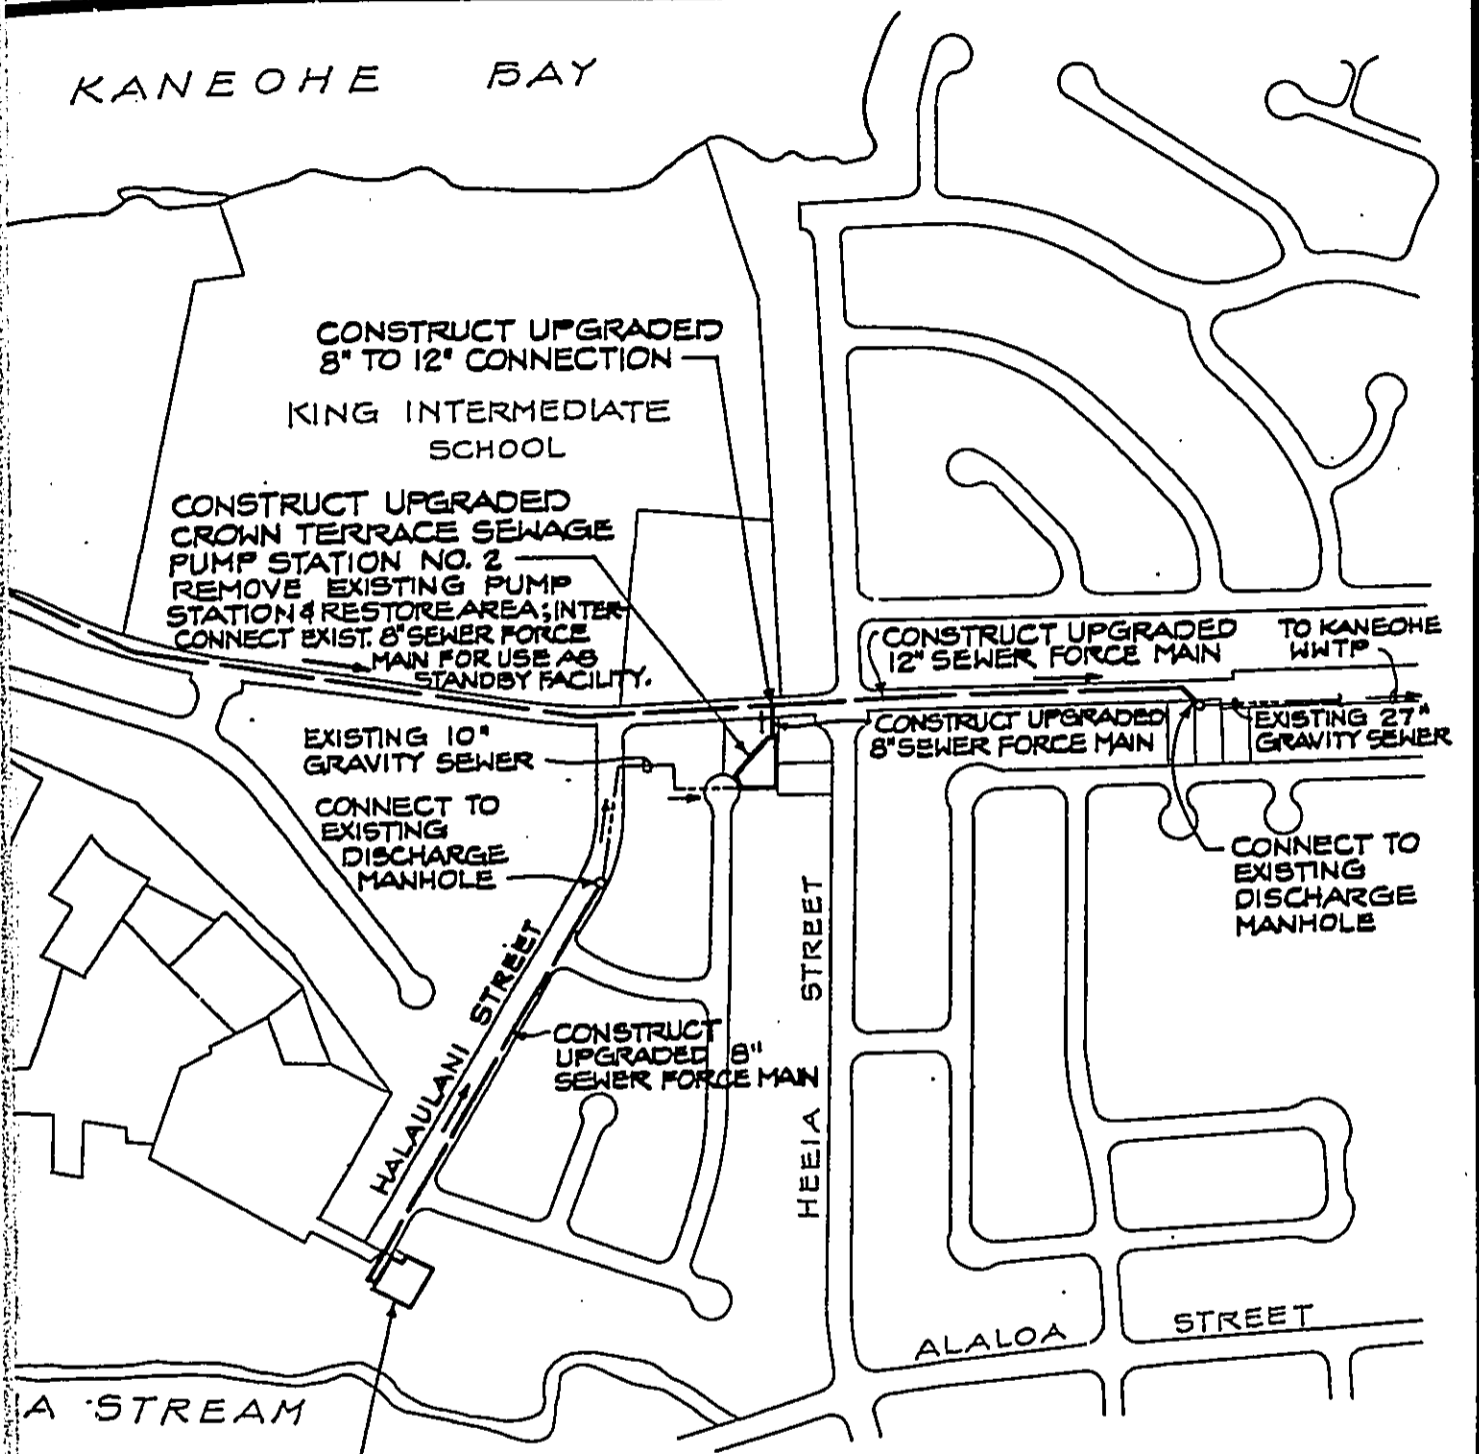 KANEOHE BAY
CONSTRUCT UPGRADED
8" TO 12" CONNECTION
KING INTERMEDIATE
SCHOOL
CONSTRUCT UPGRADED
CROWN TERRACE SEWAGE
PUMP STATION NO. 2
REMOVE EXISTING PUMP
STATION & RESTORE AREA; INTER-
CONNECT EXIST. 8" SEWER FORCE
MAIN FOR USE AS
STANDBY FACILITY.
CONSTRUCT UPGRADED
12" SEWER FORCE MAIN
TO KANEOHE
WWTP
CONSTRUCT UPGRADED
8" SEWER FORCE MAIN
EXISTING 27"
GRAVITY SEWER
EXISTING 10"
GRAVITY SEWER
CONNECT TO
EXISTING
DISCHARGE
MANHOLE
CONNECT TO
EXISTING
DISCHARGE
MANHOLE
HALAULANI STREET
CONSTRUCT
UPGRADED 8"
SEWER FORCE MAIN
HEEIA STREET
ALALOA STREET
A STREAM